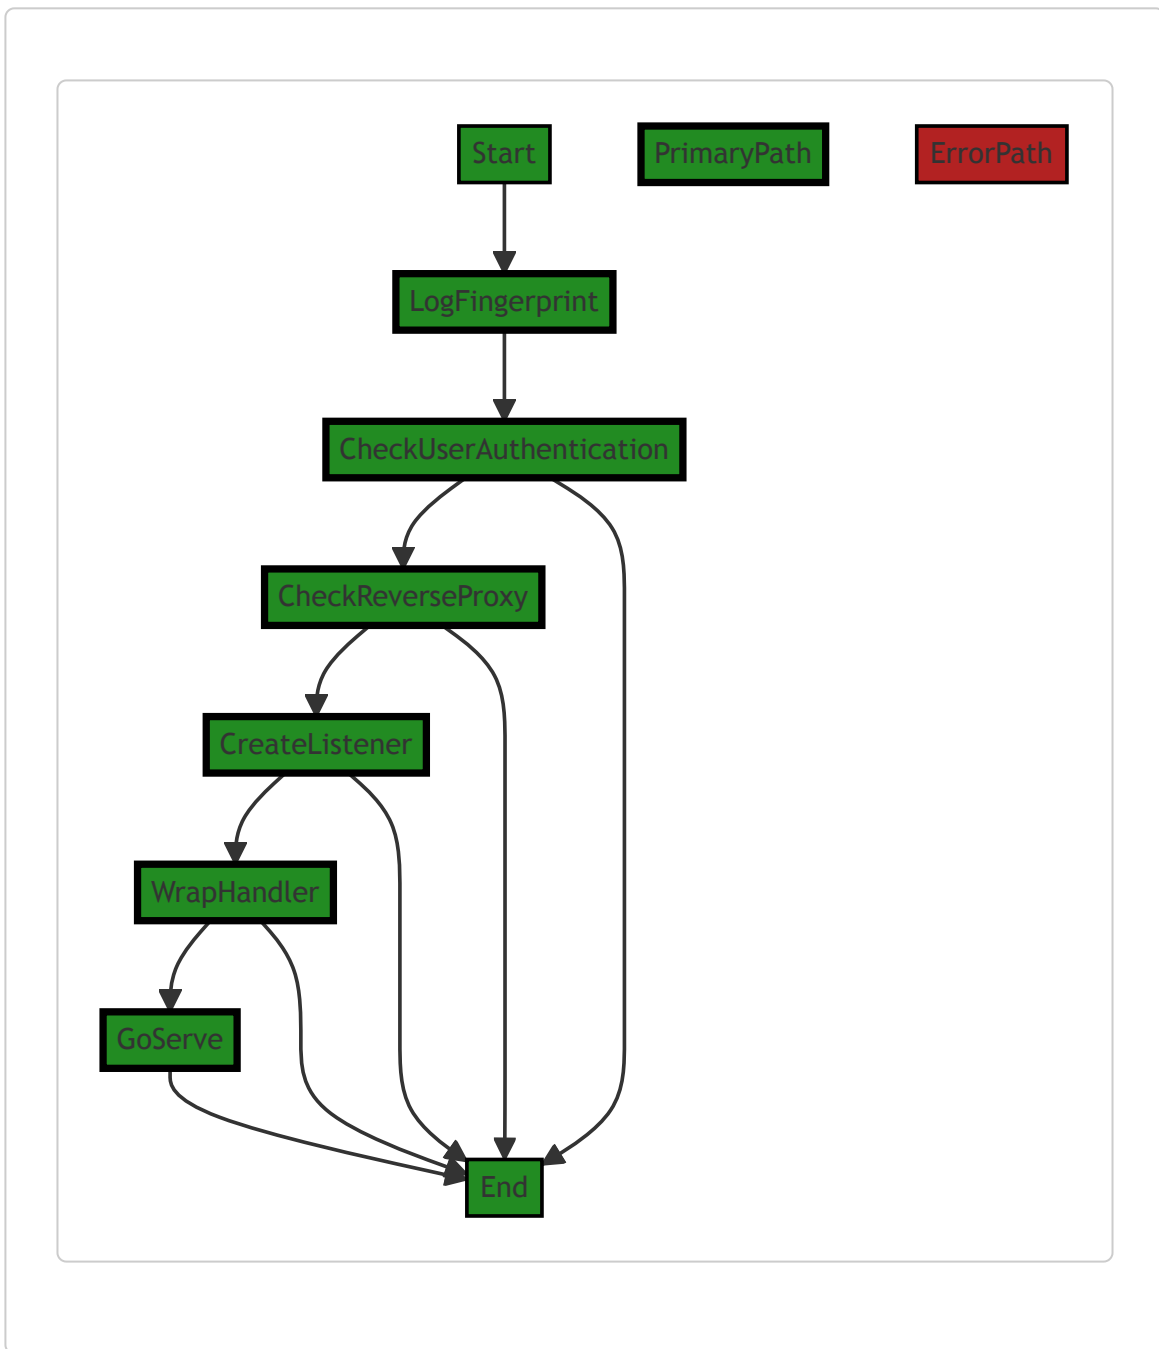 Start
PrimaryPath
ErrorPath
LogFingerprint
CheckUserAuthentication
CheckReverseProxy
CreateListener
WrapHandler
GoServe
End